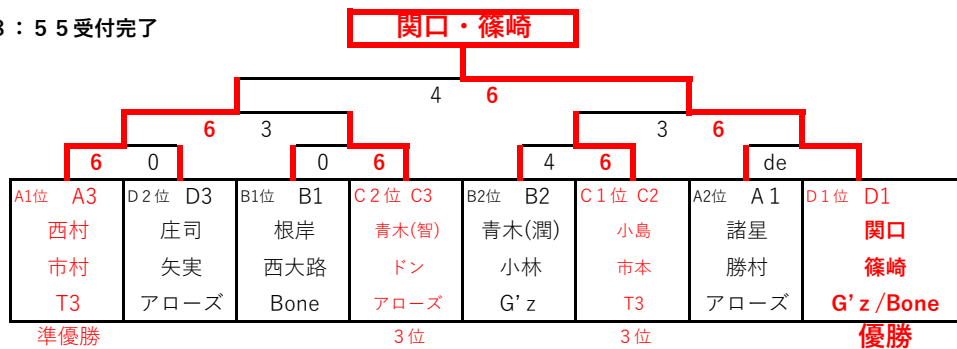 ：５５受付完了
関口・篠崎
4 6
6 3 3 6
6 0 0 6 4 6 de
A1位 A3 D２位 D3 B1位 B1 C２位 C3 B2位 B2 C１位 C2 A2位 A１ D１位 D1
西村 庄司 根岸 青木(智) 青木(潤) 小島 諸星 関口
市村 矢実 西大路 ドン 小林 市本 勝村 篠崎
T3 アローズ Bone アローズ G’ｚ T3 アローズ G’ｚ/Bone
準優勝 ３位 ３位 優勝